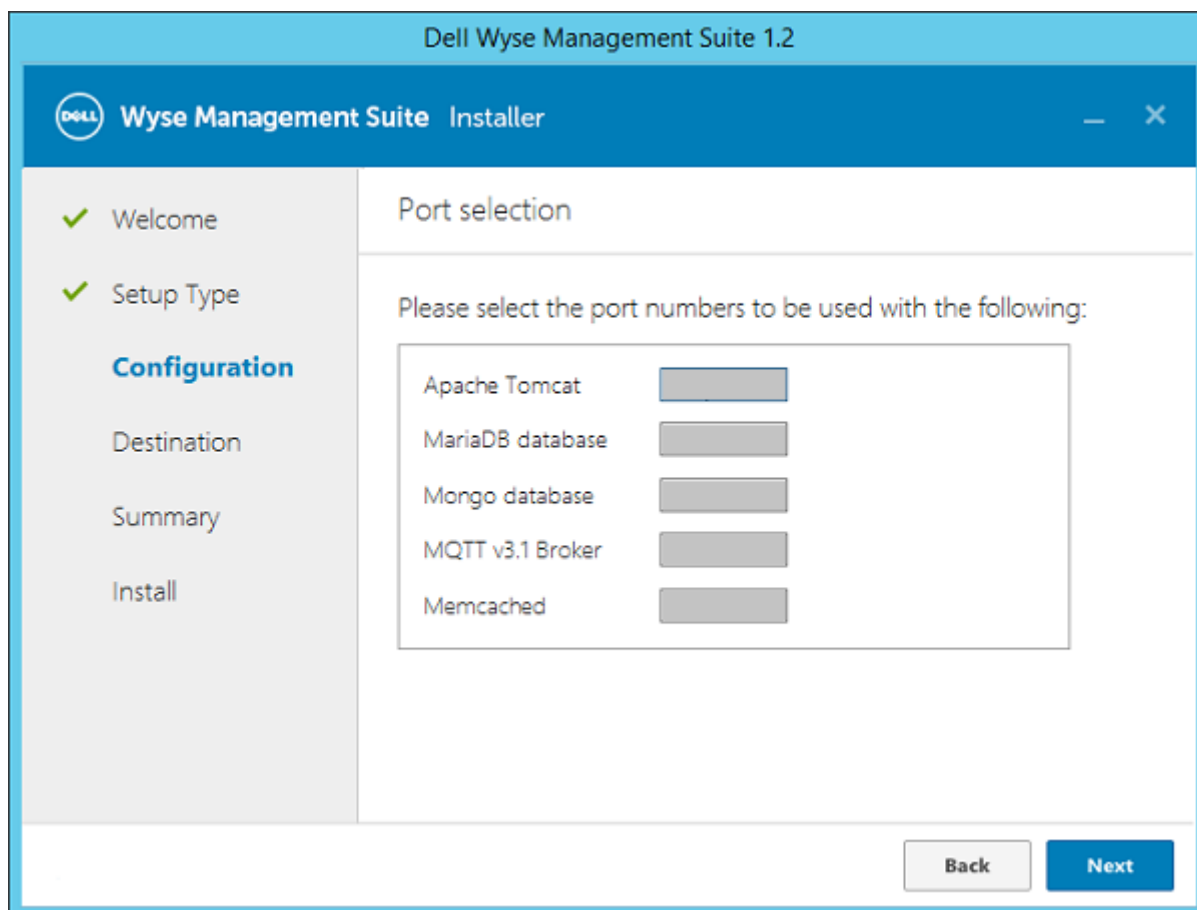 Dell Wyse Management Suite 1.2
DELL Wyse Management Suite Installer
Welcome
Setup Type
Configuration
Destination
Summary
Install
Port selection
Please select the port numbers to be used with the following:
Apache Tomcat
MariaDB database
Mongo database
MQTT v3.1 Broker
Memcached
Back Next